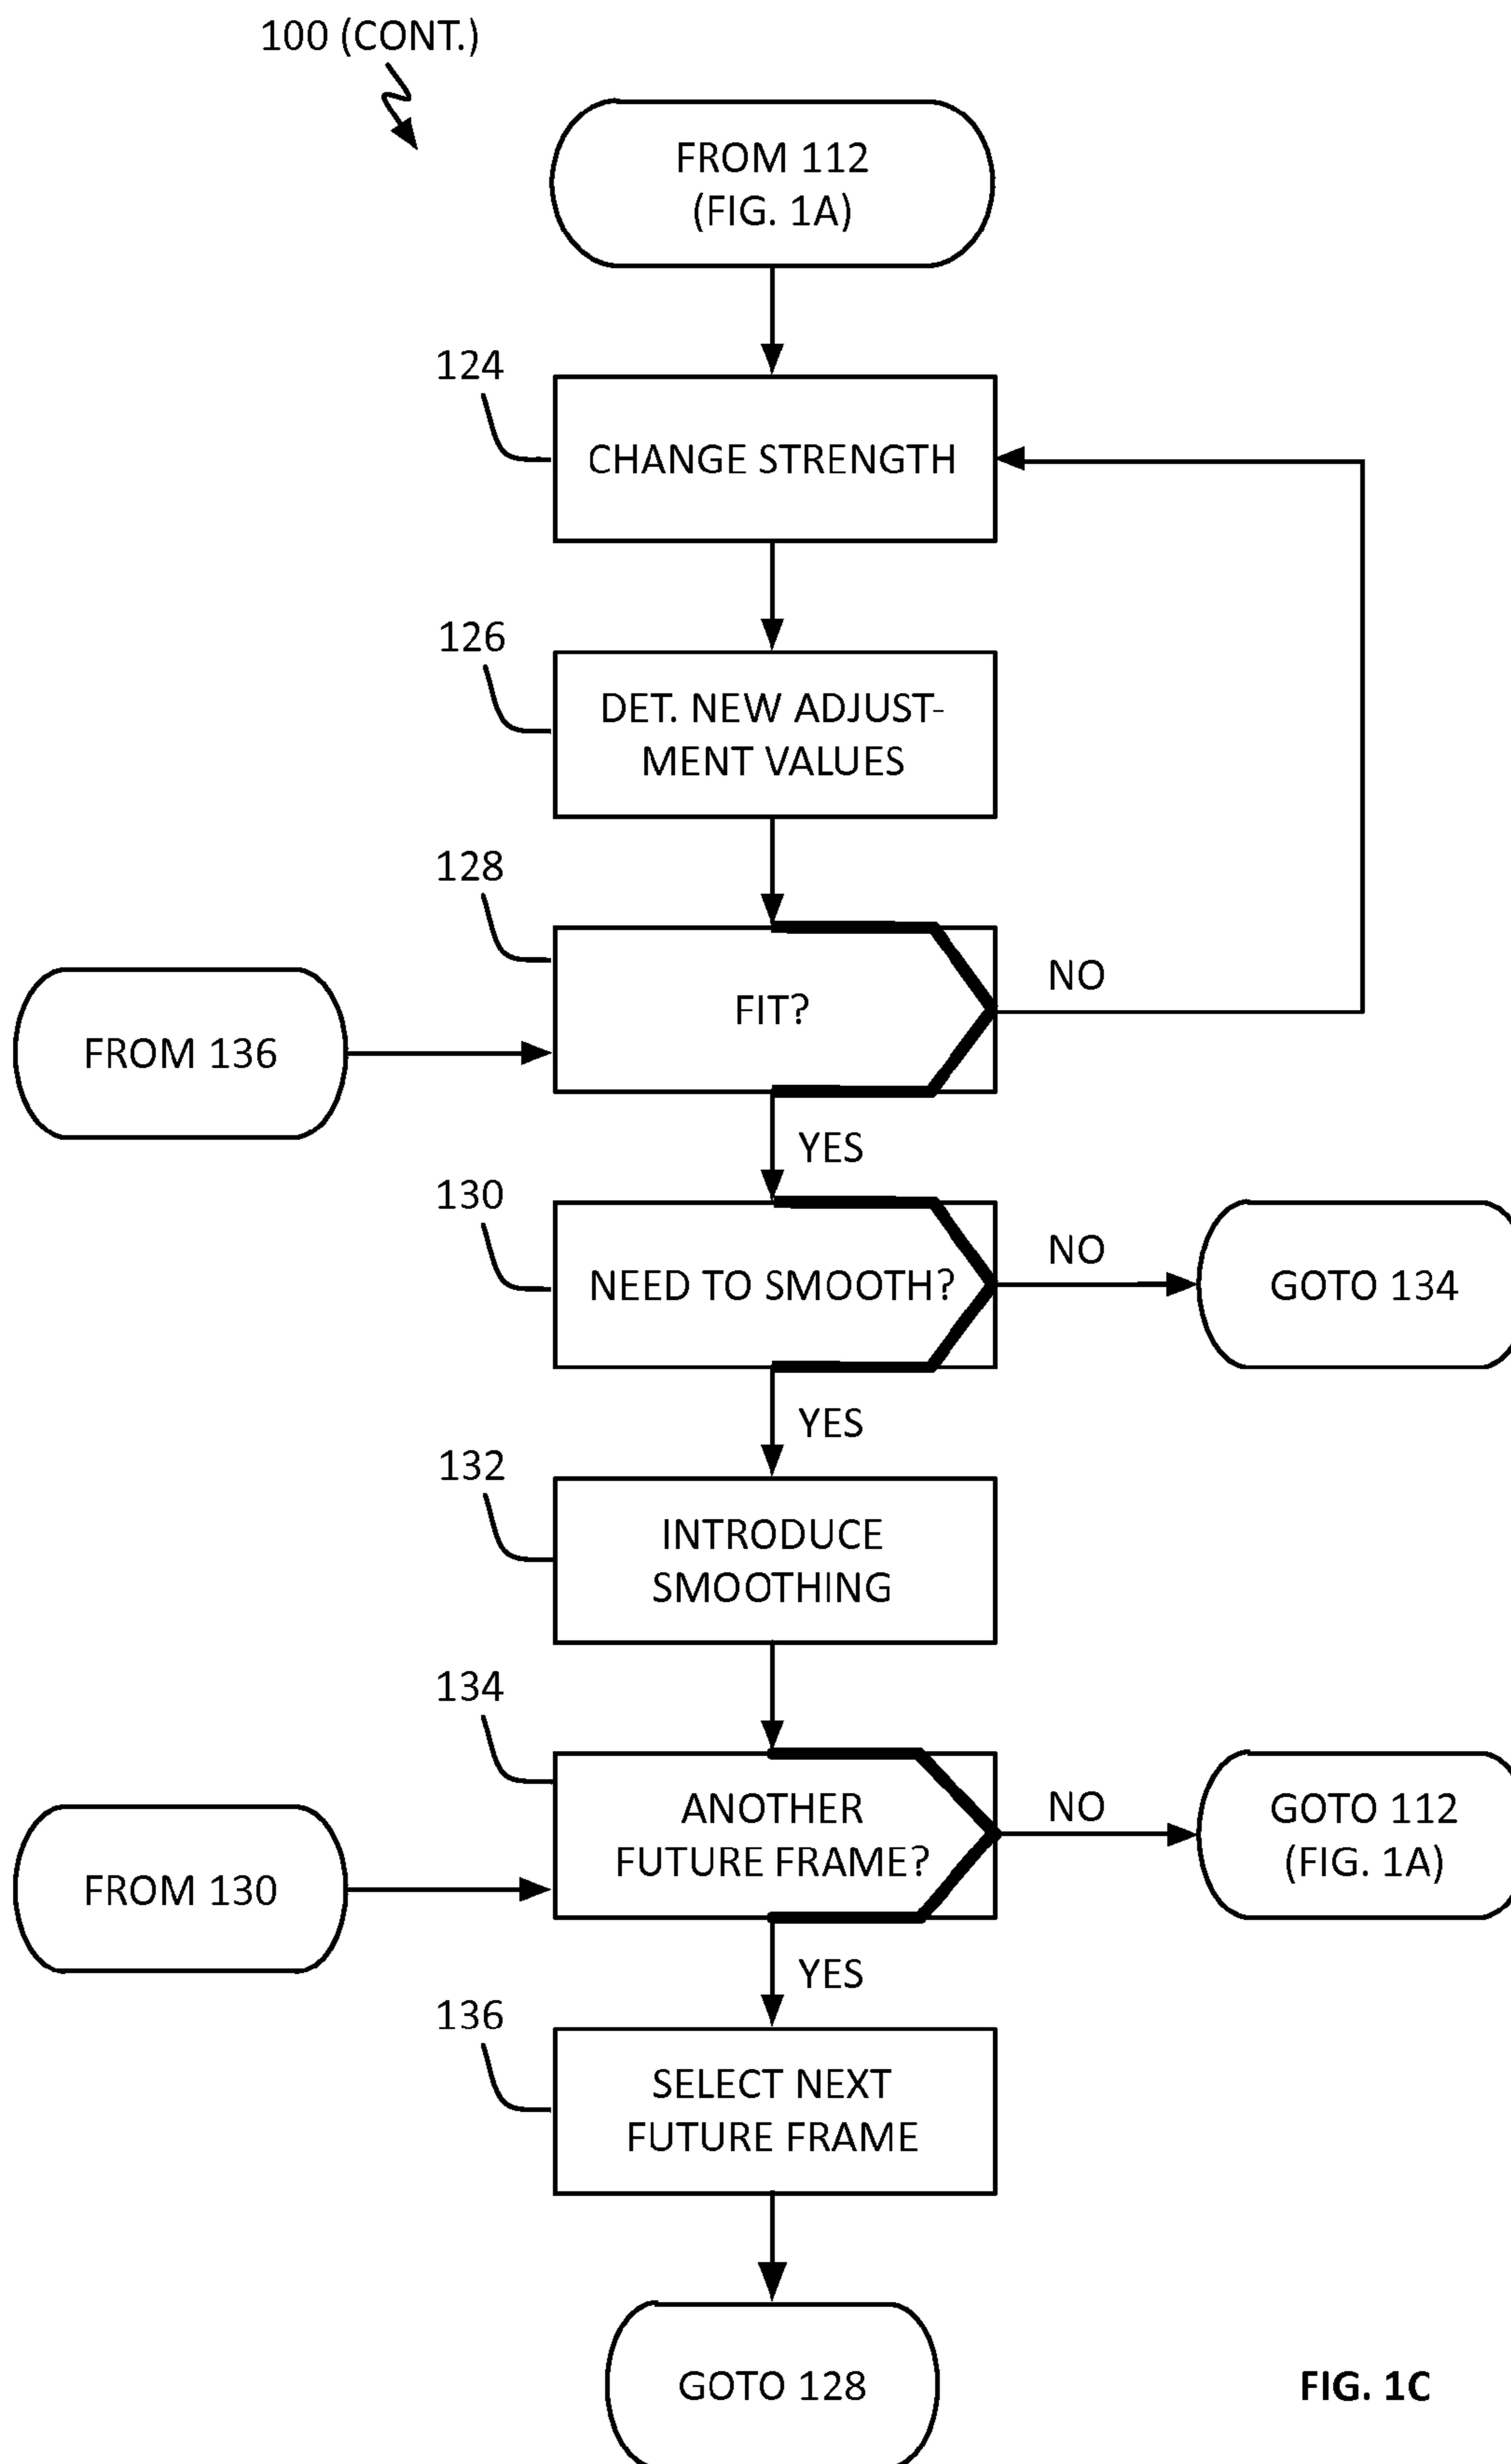 100 (CONT.)
FROM 112
(FIG. 1A)
124
CHANGE STRENGTH
126
DET. NEW ADJUST-
MENT VALUES
128
FIT?
NO
FROM 136
YES
130
NEED TO SMOOTH?
NO
GOTO 134
YES
132
INTRODUCE
SMOOTHING
134
ANOTHER
FUTURE FRAME?
NO
GOTO 112
(FIG. 1A)
FROM 130
YES
136
SELECT NEXT
FUTURE FRAME
GOTO 128
FIG. 1C